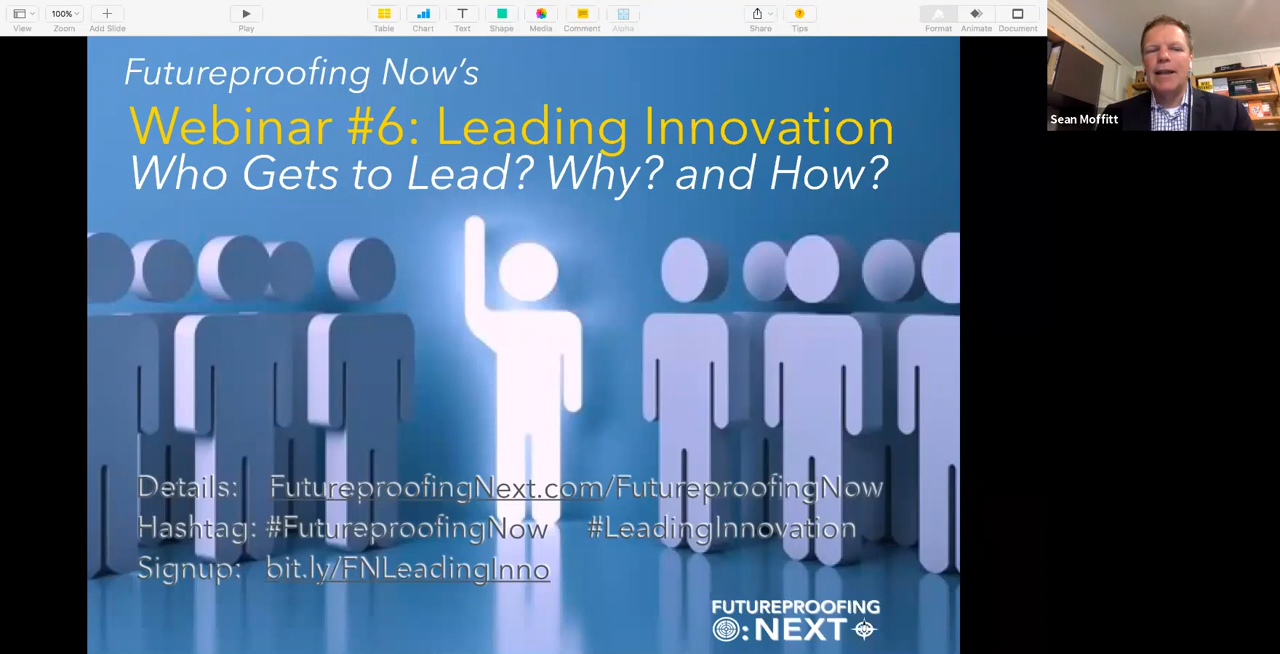 View
100%
Zoom
Add Slide
Play
Table
Chart
Text
Shape
Media
Comment
Alpha
Share
Tips
Format
Animate
Document
Sean Moffitt
Futureproofing Now's
Webinar #6: Leading Innovation
Who Gets to Lead? Why? and How?
Details: FutureproofingNext.com/FutureproofingNow
Hashtag: #FutureproofingNow #LeadingInnovation
Signup: bit.ly/FNLeadingInno
FUTUREPROOFING
: NEXT